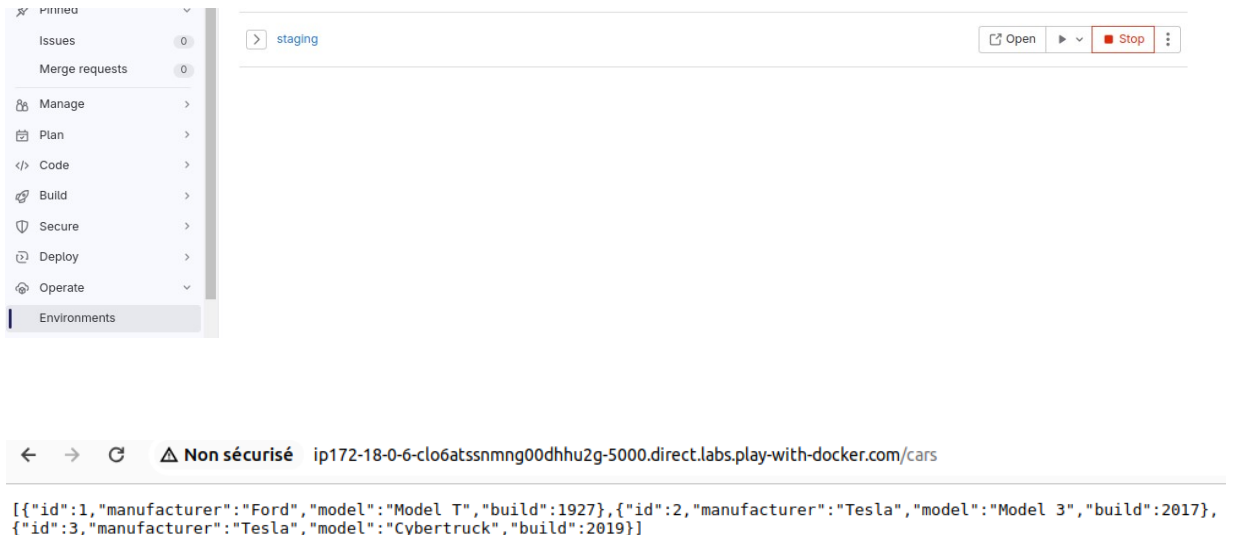 Pinned
Issues 0
staging
Open
Stop
Merge requests 0
Manage
Plan
Code
Build
Secure
Deploy
Operate
Environments
Non sécurisé ip172-18-0-6-clo6atssnmng00dhhu2g-5000.direct.labs.play-with-docker.com/cars
[{"id":1,"manufacturer":"Ford","model":"Model T","build":1927},{"id":2,"manufacturer":"Tesla","model":"Model 3","build":2017},
{"id":3,"manufacturer":"Tesla","model":"Cybertruck","build":2019}]